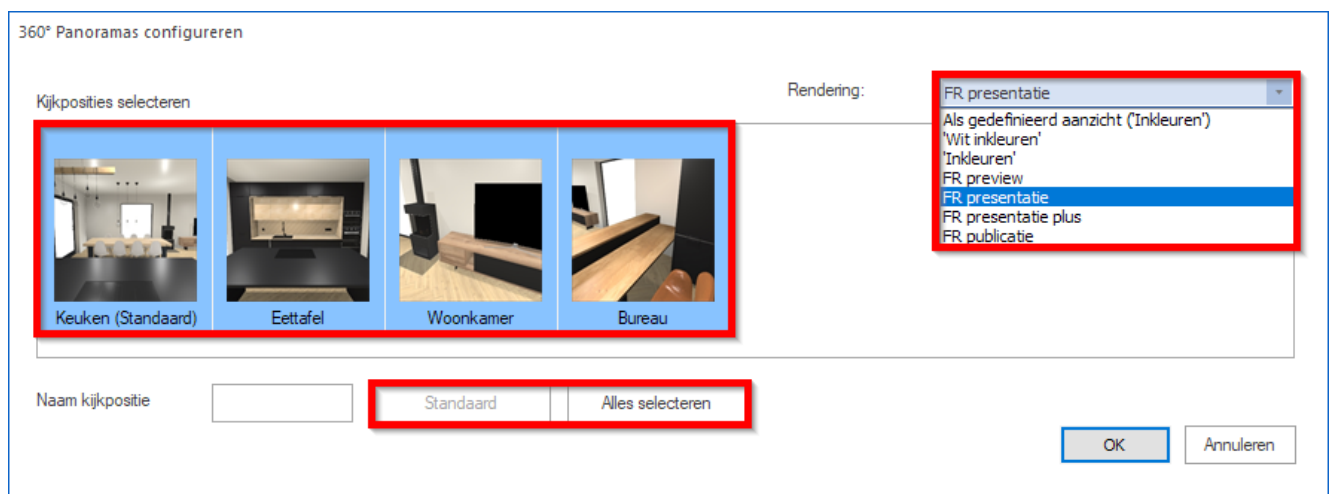 360° Panoramas configureren
Rendering:
FR presentatie
Kijkposities selecteren
Als gedefinieerd aanzicht ('Inkleuren')
'Wit inkleuren'
'Inkleuren'
FR preview
FR presentatie
FR presentatie plus
FR publicatie
Keuken (Standaard) Eettafel Woonkamer Bureau
Naam kijkpositie Standaard Alles selecteren
OK Annuleren